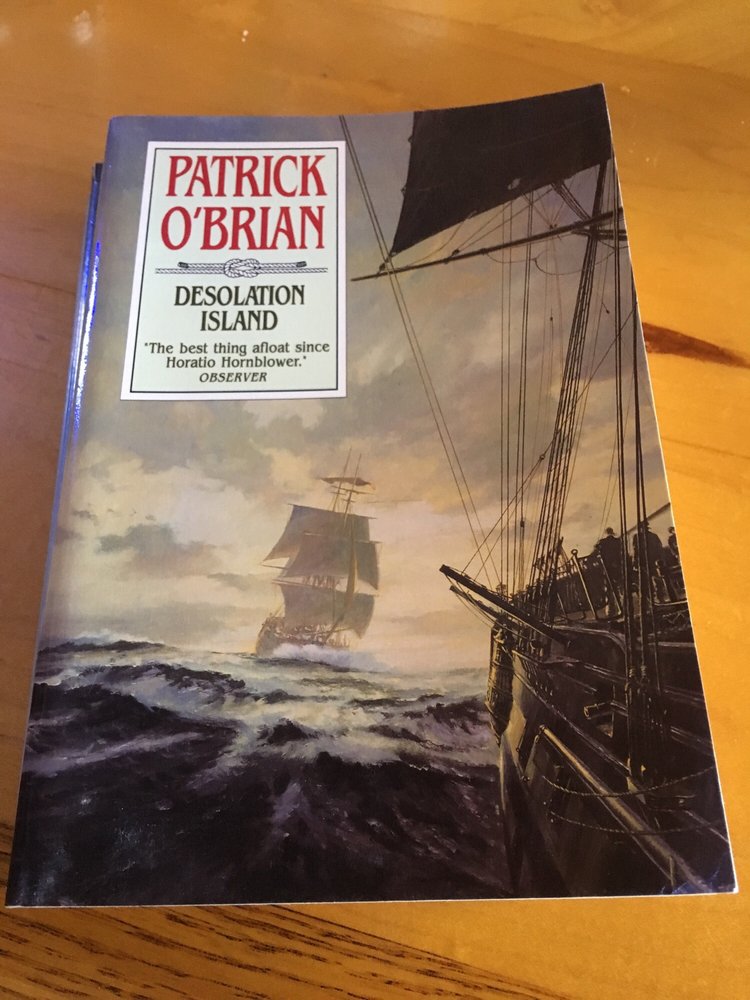 PATRICK
O'BRIAN
DESOLATION
ISLAND
"The best thing afloat since
Horatio Hornblower."
OBSERVER